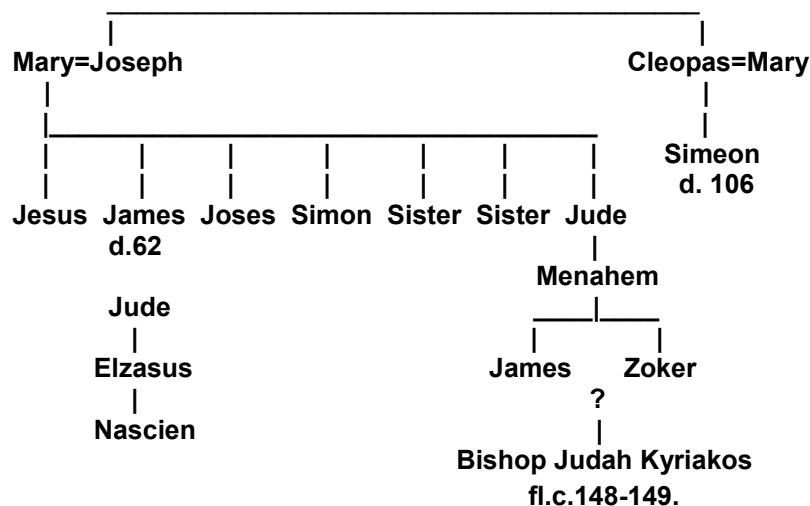 Mary=Joseph Cleopas=Mary
Simeon
d. 106
Jesus James Joses Simon Sister Sister Jude
d.62
Menahem
Jude
Elzasus James Zoker
?
Nascien
Bishop Judah Kyriakos
fl.c.148-149.